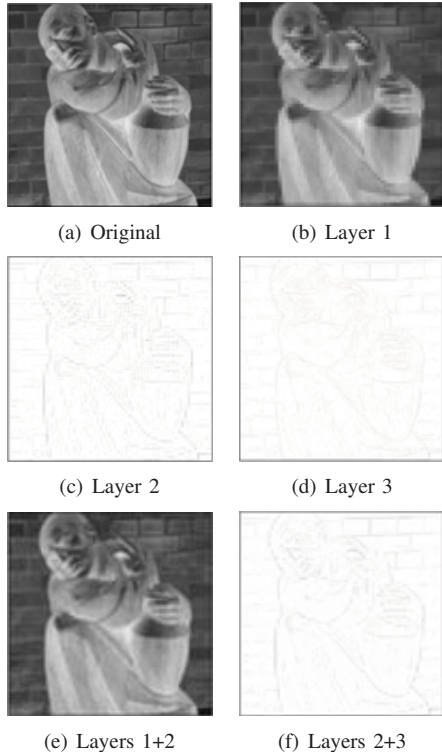 (a) Original
(b) Layer 1
(c) Layer 2
(d) Layer 3
(e) Layers 1+2
(f) Layers 2+3